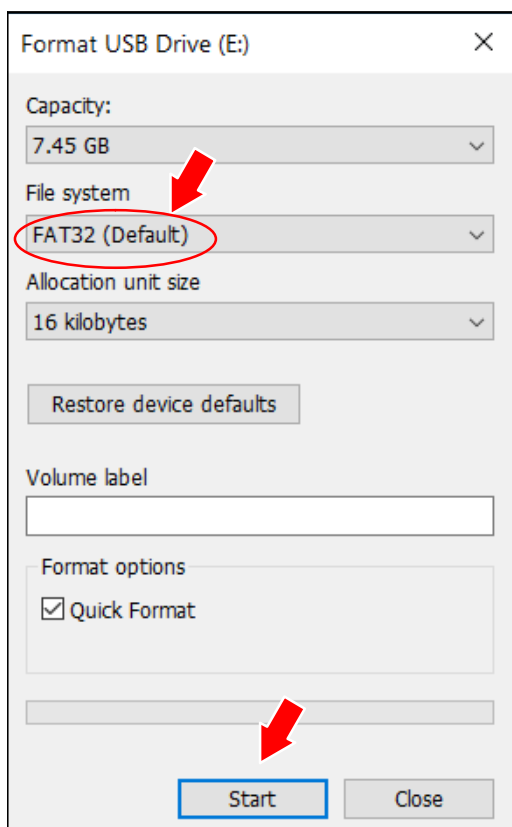 Format USB Drive (E:)
Capacity:
7.45 GB
File system
FAT32 (Default)
Allocation unit size
16 kilobytes
Restore device defaults
Volume label
Format options
Quick Format
Start Close